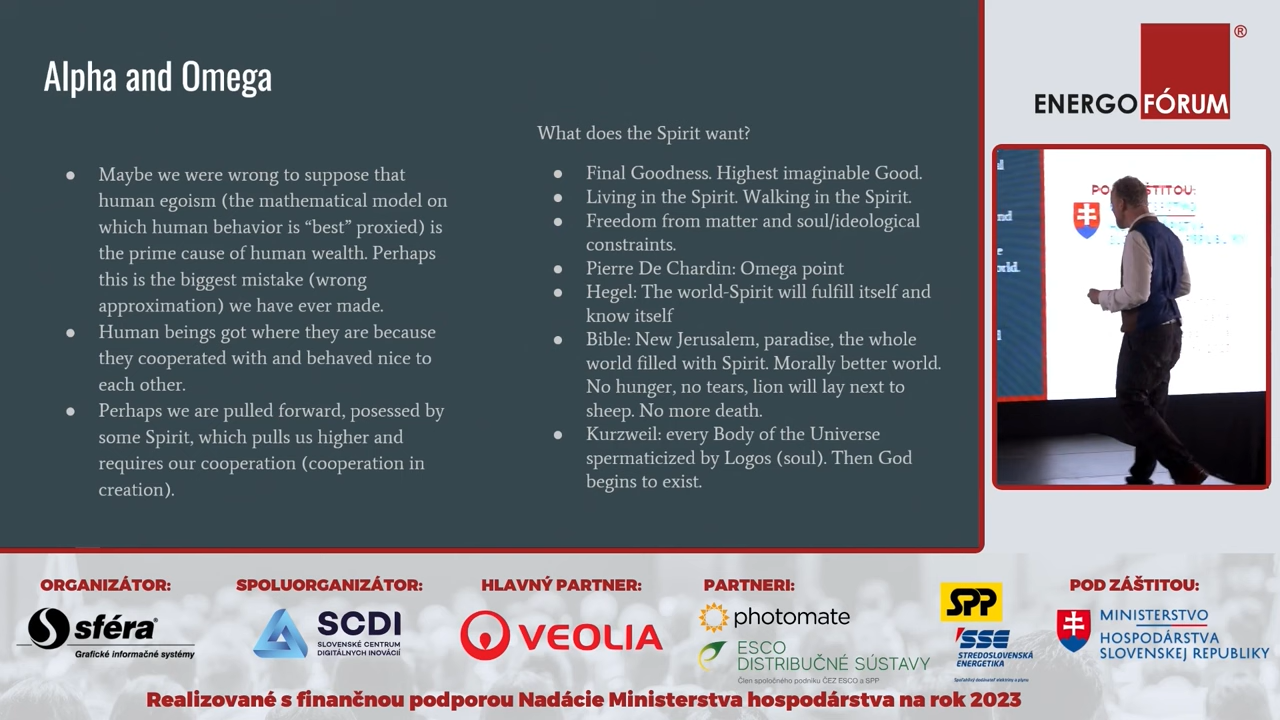 Alpha and Omega
Maybe we were wrong to suppose that
human egoism (the mathematical model on
which human behavior is “best” proxied) is
the prime cause of human wealth. Perhaps
this is the biggest mistake (wrong
approximation) we have ever made.
Human beings got where they are because
they cooperated with and behaved nice to
each other.
Perhaps we are pulled forward, posessed by
some Spirit, which pulls us higher and
requires our cooperation (cooperation in
creation).
What does the Spirit want?
Final Goodness. Highest imaginable Good.
Living in the Spirit. Walking in the Spirit.
Freedom from matter and soul/ideological
constraints.
Pierre De Chardin: Omega point
Hegel: The world-Spirit will fulfill itself and
know itself
Bible: New Jerusalem, paradise, the whole
world filled with Spirit. Morally better world.
No hunger, no tears, lion will lay next to
sheep. No more death.
Kurzweil: every Body of the Universe
spermaticized by Logos (soul). Then God
begins to exist.
ENERGOFÓRUM®
ORGANIZÁTOR:
sféra®
Grafické informačné systémy
SPOLUORGANIZÁTOR:
SCDI
SLOVENSKÉ CENTRUM
DIGITÁLNYCH INOVÁCIÍ
HLAVNÝ PARTNER:
VEOLIA
PARTNERI:
photomate
ESCO
DISTRIBUČNÉ SÚSTAVY
Člen spoločného podniku ČEZ ESCO a SPP
SPP
SSE
STREDOSLOVENSKÁ
ENERGETIKA
POD ZÁŠTITOU:
MINISTERSTVO
HOSPODÁRSTVA
SLOVENSKEJ REPUBLIKY
Realizované s finančnou podporou Nadácie Ministerstva hospodárstva na rok 2023